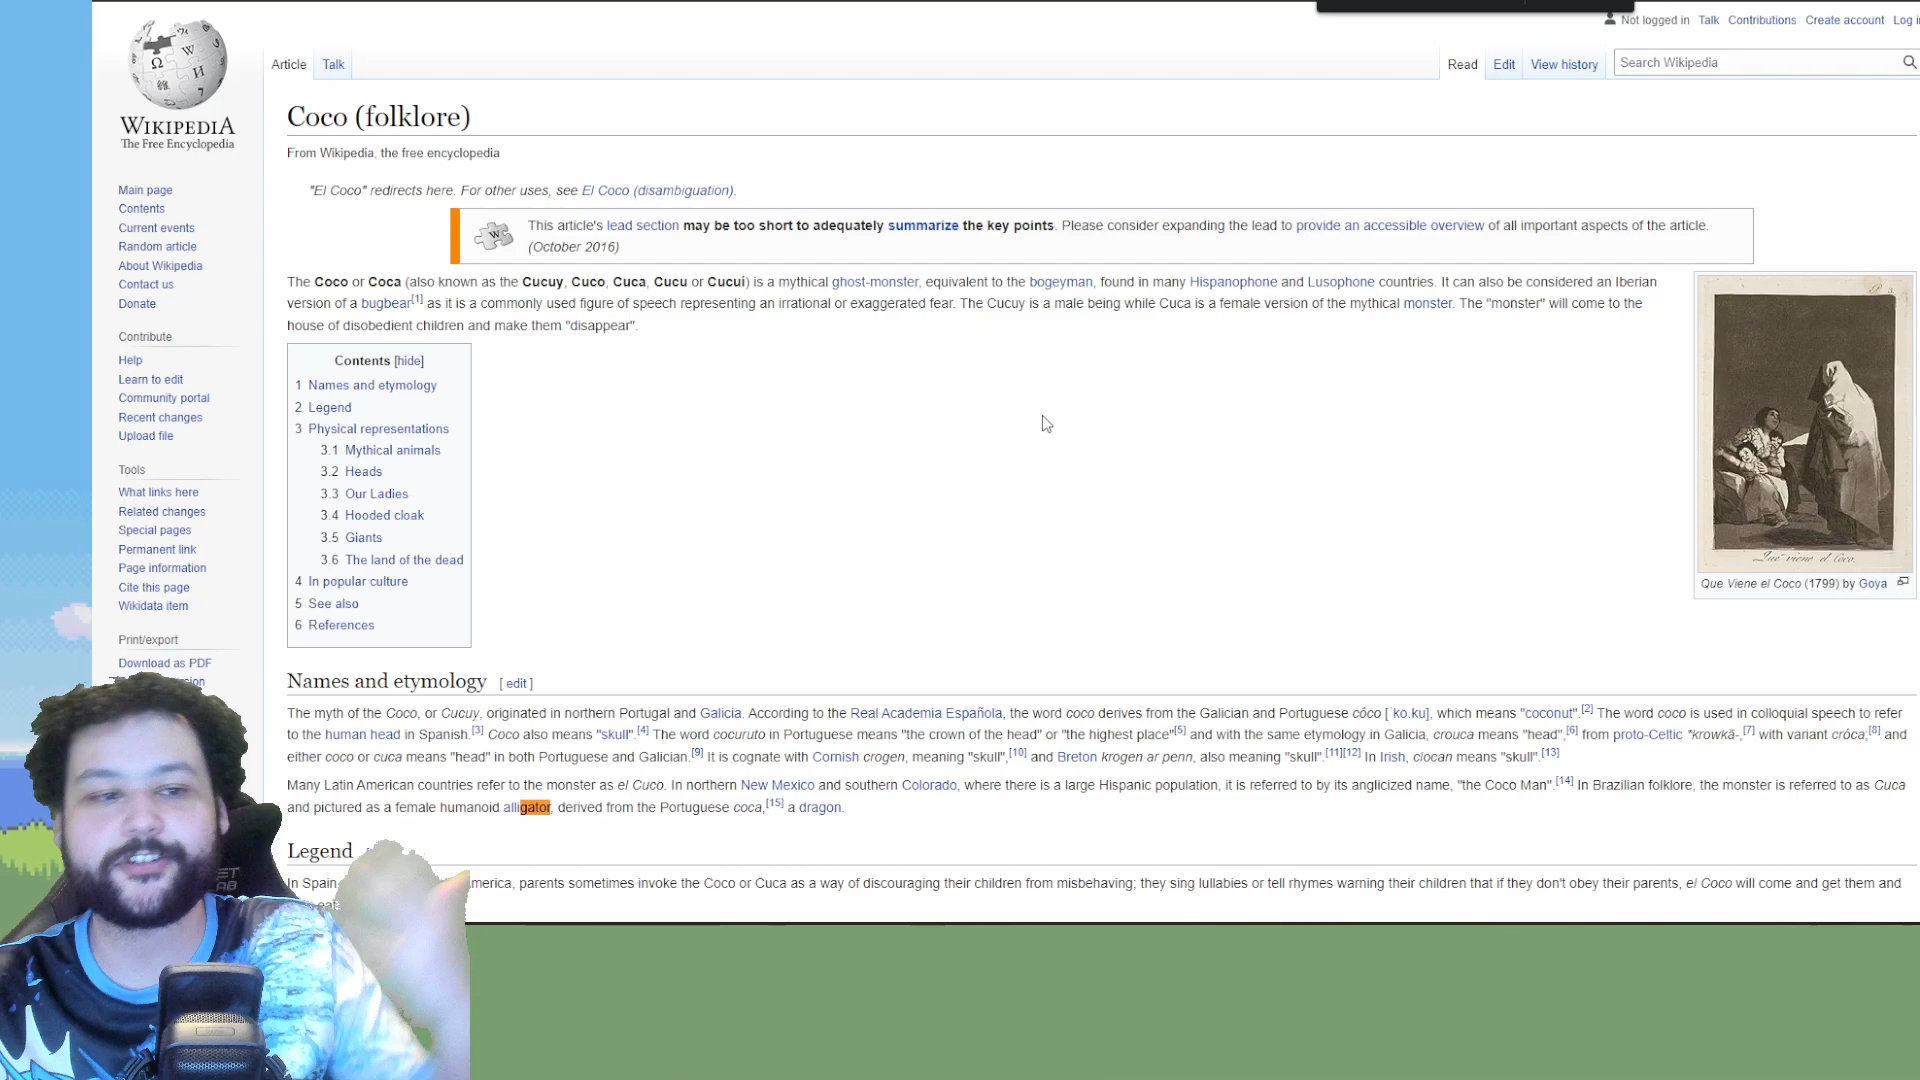 Not logged in Talk Contributions Create account Log i
Article Talk Read Edit View history Search Wikipedia
WIKIPEDIA
The Free Encyclopedia
Main page
Contents
Current events
Random article
About Wikipedia
Contact us
Donate
Contribute
Help
Learn to edit
Community portal
Recent changes
Upload file
Tools
What links here
Related changes
Special pages
Permanent link
Page information
Cite this page
Wikidata item
Print/export
Download as PDF
Coco (folklore)
From Wikipedia, the free encyclopedia
"El Coco" redirects here. For other uses, see El Coco (disambiguation).
This article's lead section may be too short to adequately summarize the key points. Please consider expanding the lead to provide an accessible overview of all important aspects of the article.
(October 2016)
The Coco or Coca (also known as the Cucuy, Cuco, Cuca, Cucu or Cucuí) is a mythical ghost-monster, equivalent to the bogeyman, found in many Hispanophone and Lusophone countries. It can also be considered an Iberian
version of a bugbear[1] as it is a commonly used figure of speech representing an irrational or exaggerated fear. The Cucuy is a male being while Cuca is a female version of the mythical monster. The "monster" will come to the
house of disobedient children and make them "disappear".
Contents [hide]
1 Names and etymology
2 Legend
3 Physical representations
3.1 Mythical animals
3.2 Heads
3.3 Our Ladies
3.4 Hooded cloak
3.5 Giants
3.6 The land of the dead
4 In popular culture
5 See also
6 References
Que viene el Coco.
Que Viene el Coco (1799) by Goya
Names and etymology [ edit ]
The myth of the Coco, or Cucuy, originated in northern Portugal and Galicia. According to the Real Academia Española, the word coco derives from the Galician and Portuguese côco [ˈko.ku], which means "coconut".[2] The word coco is used in colloquial speech to refer
to the human head in Spanish.[3] Coco also means "skull".[4] The word cocuruto in Portuguese means "the crown of the head" or "the highest place"[5] and with the same etymology in Galicia, crouca means "head",[6] from proto-Celtic *krowkā-,[7] with variant cróca;[8] and
either coco or cuca means "head" in both Portuguese and Galician.[9] It is cognate with Cornish crogen, meaning "skull",[10] and Breton krogen ar penn, also meaning "skull".[11][12] In Irish, clocan means "skull".[13]
Many Latin American countries refer to the monster as el Cuco. In northern New Mexico and southern Colorado, where there is a large Hispanic population, it is referred to by its anglicized name, "the Coco Man".[14] In Brazilian folklore, the monster is referred to as Cuca
and pictured as a female humanoid alligator, derived from the Portuguese coca,[15] a dragon.
Legend
In Spain merica, parents sometimes invoke the Coco or Cuca as a way of discouraging their children from misbehaving; they sing lullabies or tell rhymes warning their children that if they don't obey their parents, el Coco will come and get them and